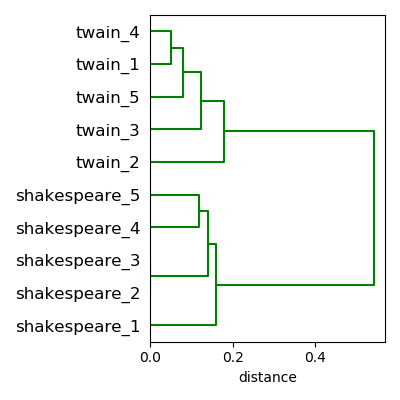 twain_4
twain_1
twain_5
twain_3
twain_2
shakespeare_5
shakespeare_4
shakespeare_3
shakespeare_2
shakespeare_1
0.0 0.2 0.4
distance